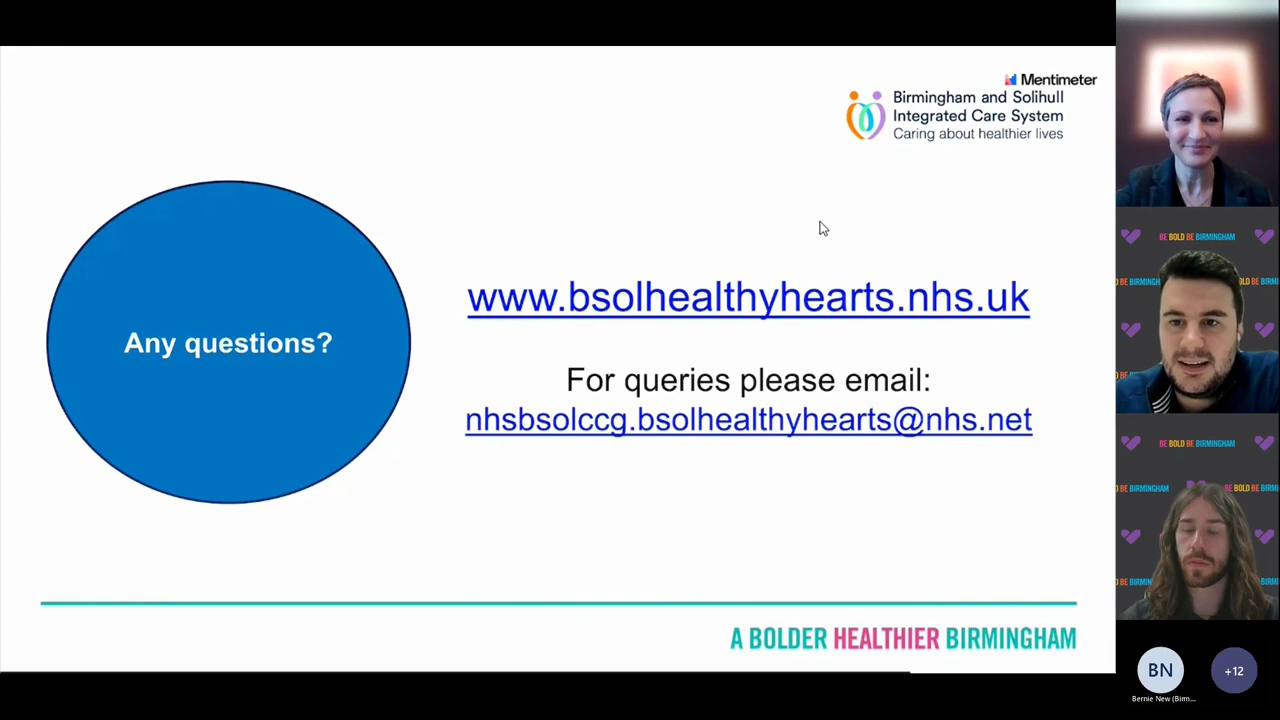 Mentimeter
Birmingham and Solihull
Integrated Care System
Caring about healthier lives
Any questions?
www.bsolhealthyhearts.nhs.uk
For queries please email:
nhsbsolccg.bsolhealthyhearts@nhs.net
A BOLDER HEALTHIER BIRMINGHAM
BE BOLD BE BIRMINGHAM
BE BOLD BE BIRMINGHAM
BN
+12
Bernie New (Birm...